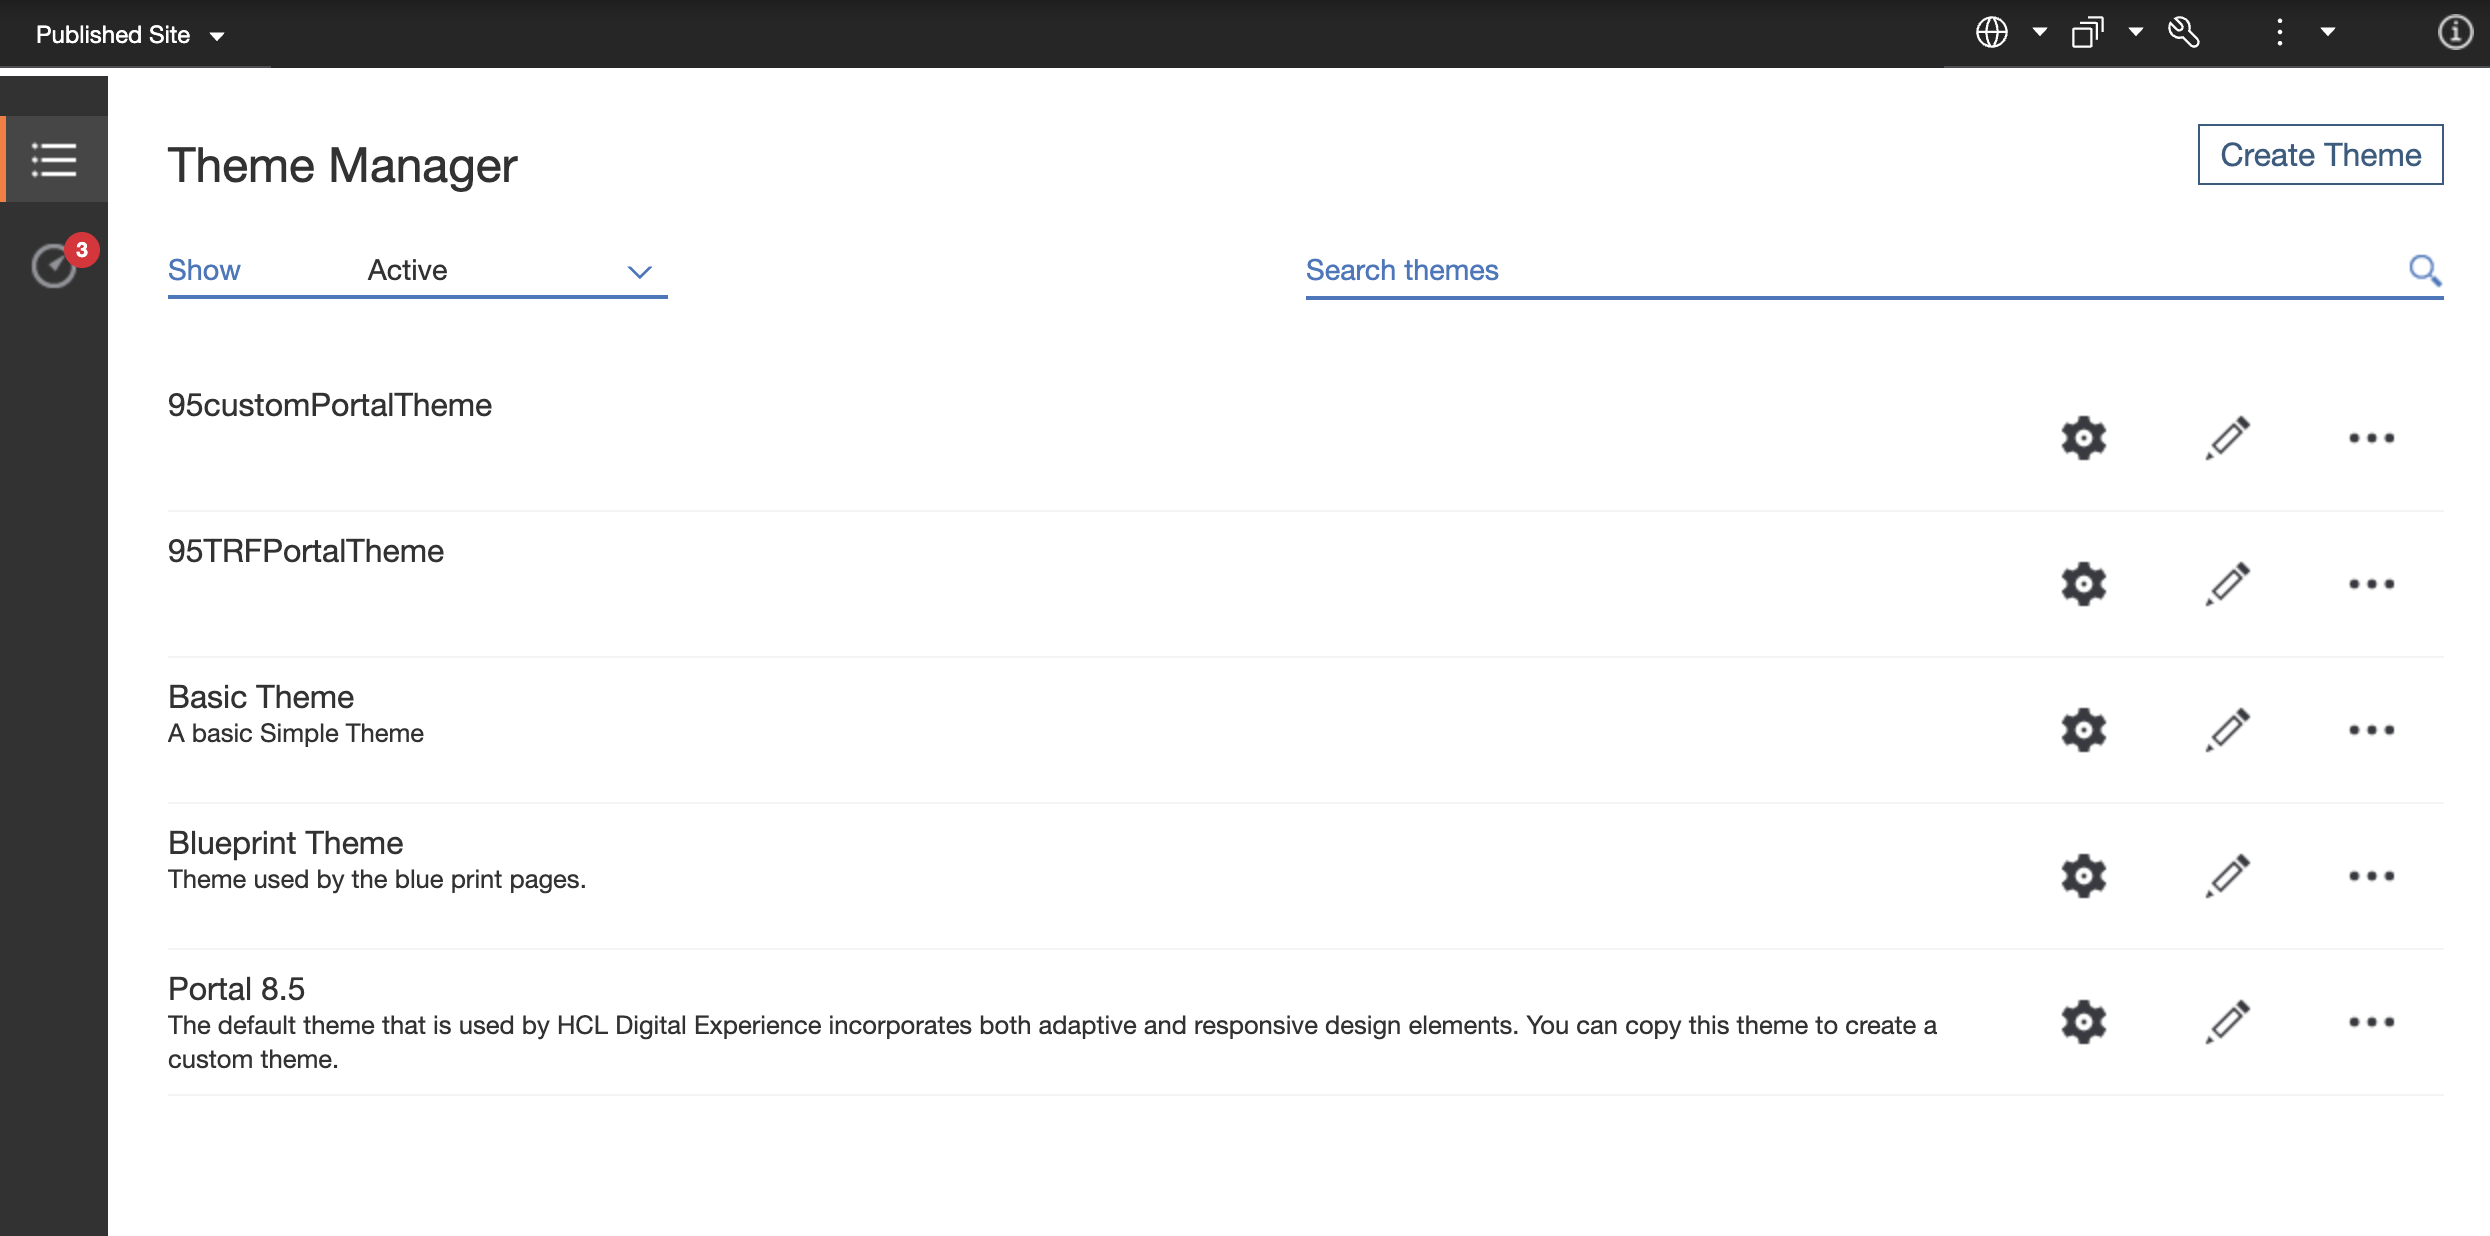 Published Site
Theme Manager
Create Theme
3
Show Active
Search themes
95customPortalTheme
95TRFPortalTheme
Basic Theme
A basic Simple Theme
Blueprint Theme
Theme used by the blue print pages.
Portal 8.5
The default theme that is used by HCL Digital Experience incorporates both adaptive and responsive design elements. You can copy this theme to create a
custom theme.